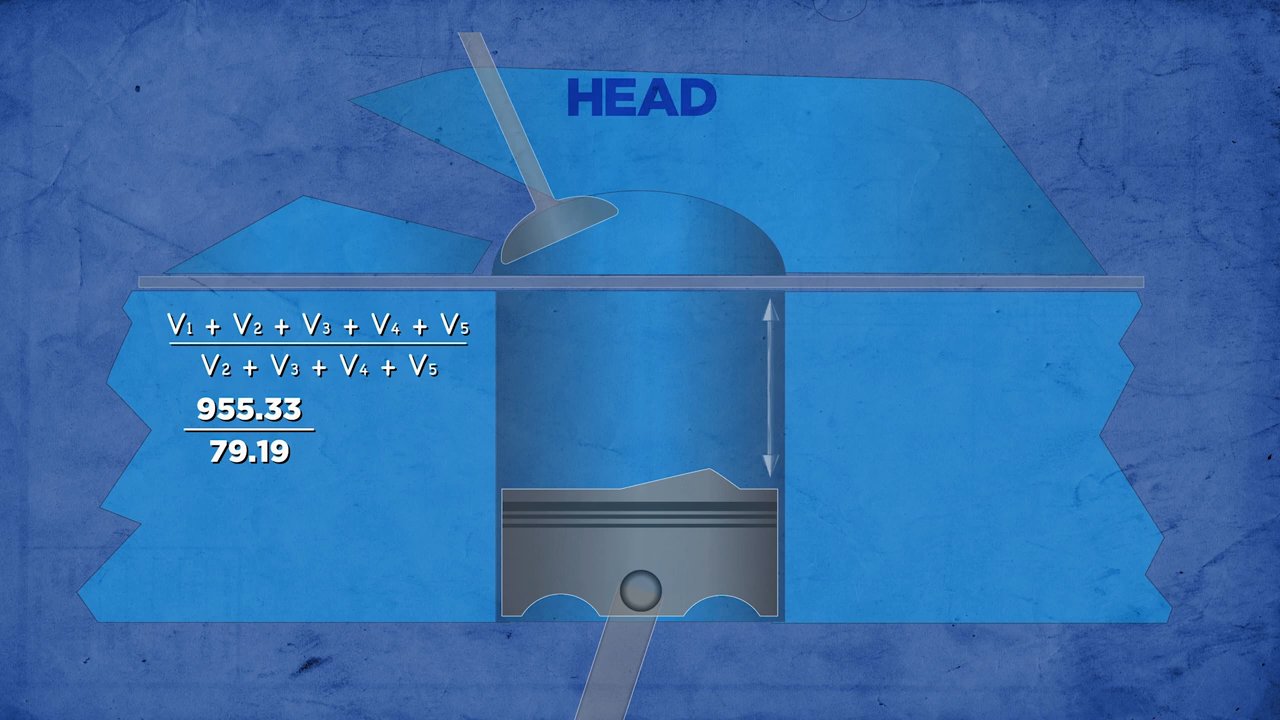 HEAD
V₁ + V₂ + V₃ + V₄ + V₅
V₂ + V₃ + V₄ + V₅
955.33
79.19